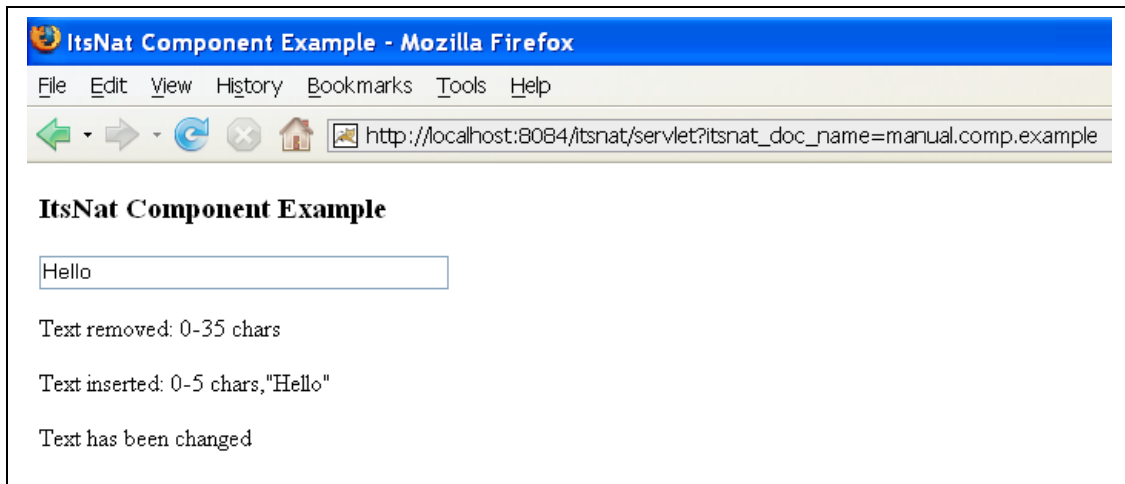 ItsNat Component Example - Mozilla Firefox
File Edit View History Bookmarks Tools Help
http://localhost:8084/itsnat/servlet?itsnat_doc_name=manual.comp.example
ItsNat Component Example
Hello
Text removed: 0-35 chars
Text inserted: 0-5 chars,"Hello"
Text has been changed